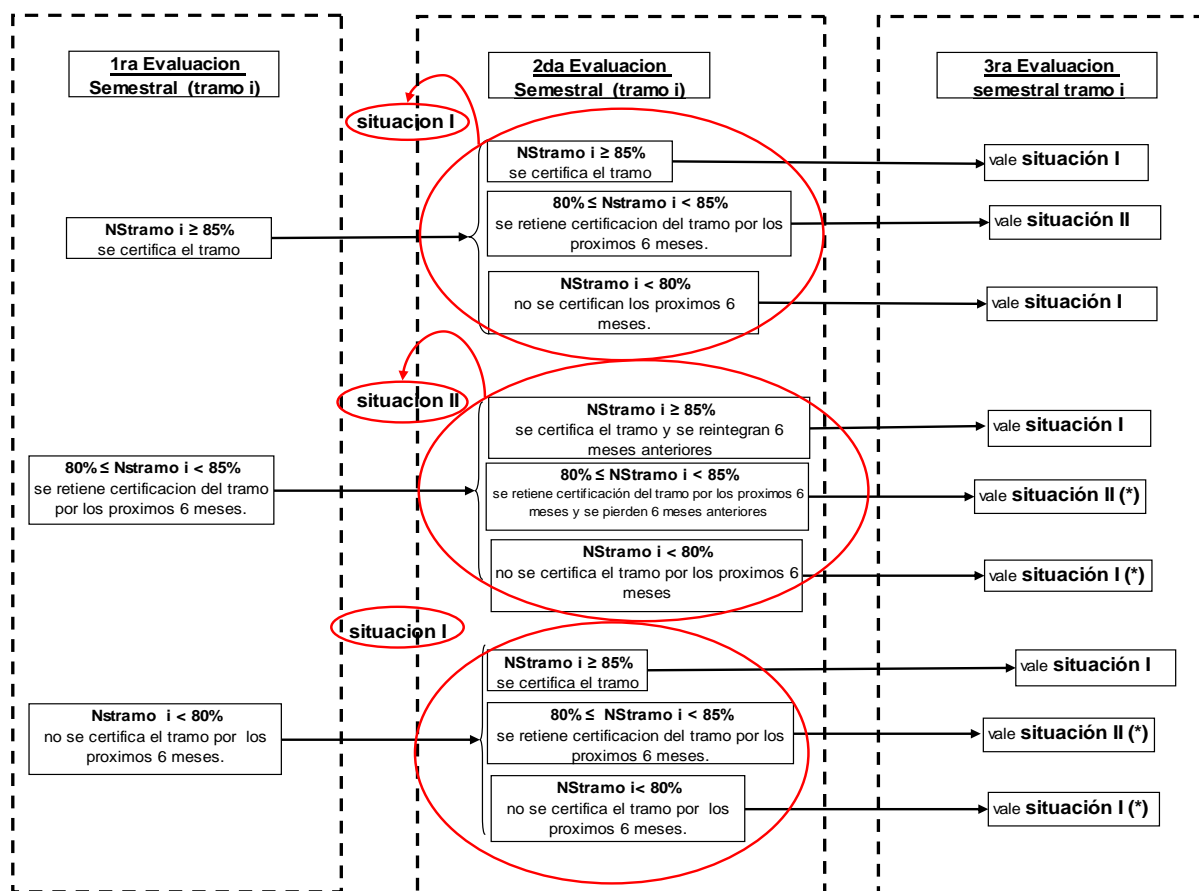 1ra Evaluacion
Semestral  (tramo i)
2da Evaluacion
Semestral  (tramo i)
3ra Evaluacion
semestral tramo i
situacion I
NStramo i ≥ 85%
se certifica el tramo
NStramo i ≥ 85%
se certifica el tramo
vale situación I
80% ≤ Nstramo i < 85%
se retiene certificacion del tramo por los
proximos 6 meses.
vale situación II
NStramo i < 80%
no se certifican los proximos 6
meses.
vale situación I
situacion II
80% ≤ Nstramo i < 85%
se retiene certificacion del tramo
por los proximos 6 meses.
NStramo i ≥ 85%
se certifica el tramo y se reintegran 6
meses anteriores
vale situación I
80% ≤ NStramo i < 85%
se retiene certificación del tramo por los proximos 6
meses y se pierden 6 meses anteriores
vale situación II (*)
NStramo i < 80%
no se certifica el tramo por los proximos 6
meses
vale situación I (*)
situacion I
Nstramo  i < 80%
no se certifica el tramo por  los
proximos 6 meses.
NStramo i ≥ 85%
se certifica el tramo
vale situación I
80% ≤  NStramo i < 85%
se retiene certificacion del tramo por los
proximos 6 meses.
vale situación II (*)
NStramo i< 80%
no se certifica el tramo por  los
proximos 6 meses.
vale situación I (*)